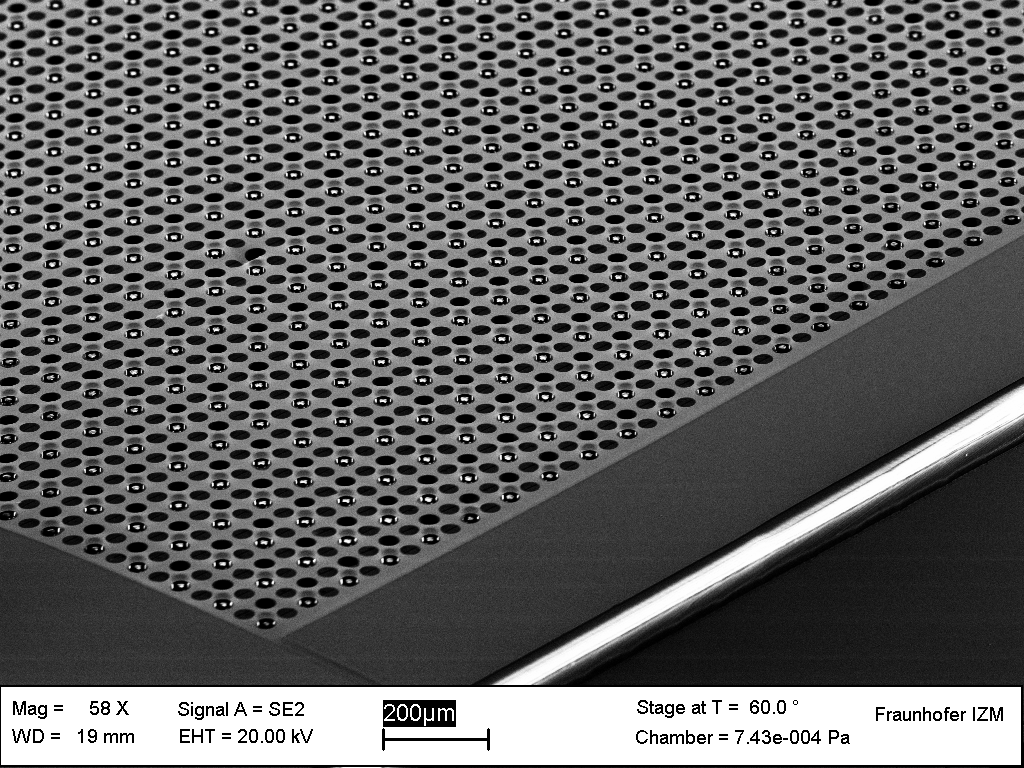 Mag = 58 X
WD = 19 mm
Signal A = SE2
EHT = 20.00 kV
200µm
Stage at T = 60.0 °
Chamber = 7.43e-004 Pa
Fraunhofer IZM